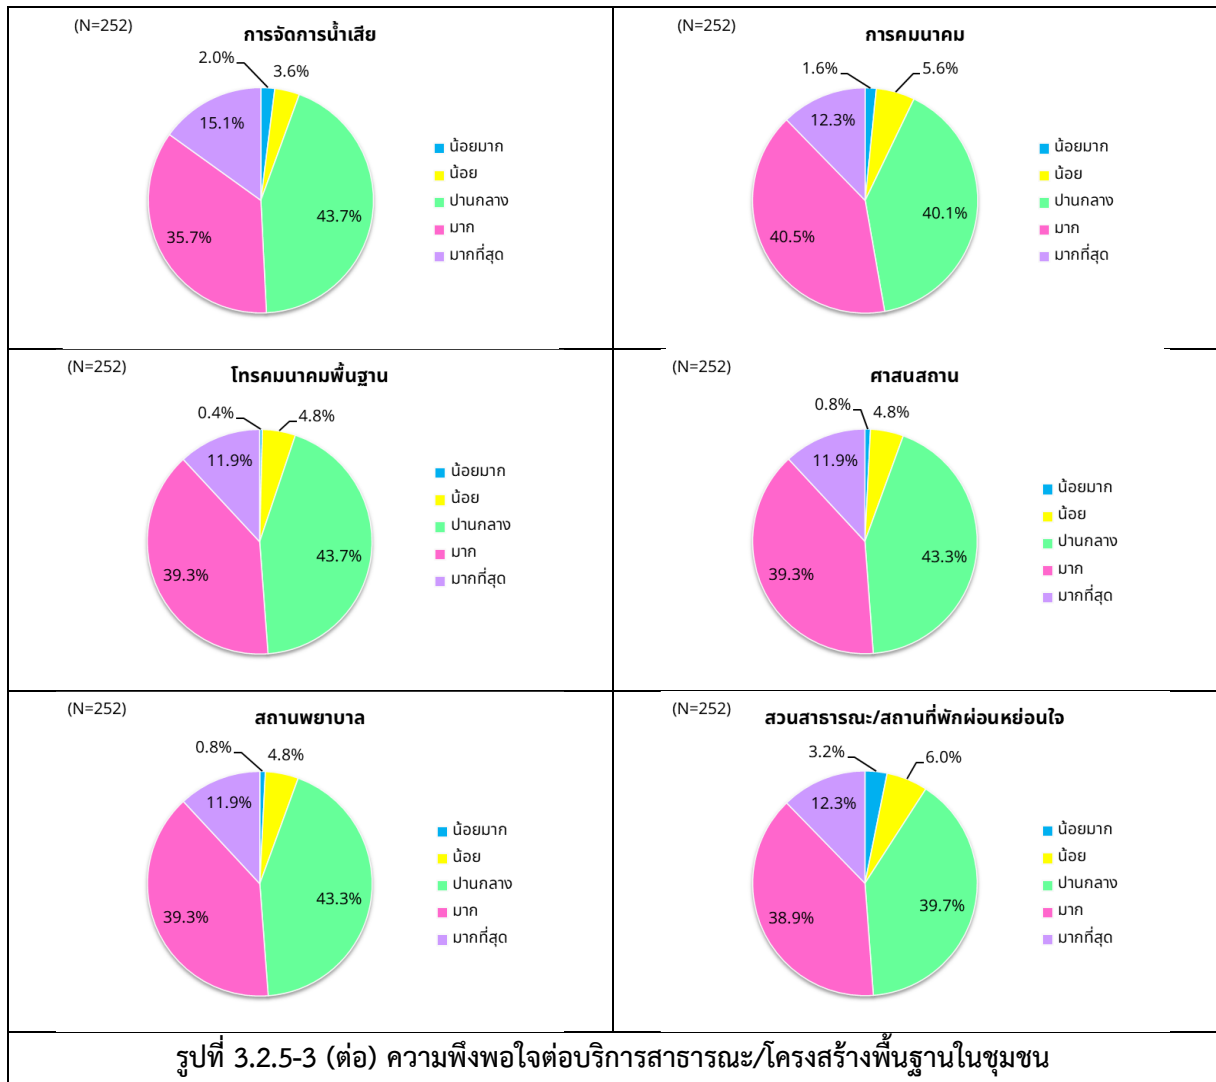 (N=252)
การจัดการน้ำเสีย
2.0%
3.6%
15.1%
43.7%
35.7%
น้อยมาก
น้อย
ปานกลาง
มาก
มากที่สุด
(N=252)
การคมนาคม
1.6%
5.6%
12.3%
40.1%
40.5%
น้อยมาก
น้อย
ปานกลาง
มาก
มากที่สุด
(N=252)
โทรคมนาคมพื้นฐาน
0.4%
4.8%
11.9%
43.7%
39.3%
น้อยมาก
น้อย
ปานกลาง
มาก
มากที่สุด
(N=252)
ศาสนสถาน
0.8%
4.8%
11.9%
43.3%
39.3%
น้อยมาก
น้อย
ปานกลาง
มาก
มากที่สุด
(N=252)
สถานพยาบาล
0.8%
4.8%
11.9%
43.3%
39.3%
น้อยมาก
น้อย
ปานกลาง
มาก
มากที่สุด
(N=252)
สวนสาธารณะ/สถานที่พักผ่อนหย่อนใจ
3.2%
6.0%
12.3%
39.7%
38.9%
น้อยมาก
น้อย
ปานกลาง
มาก
มากที่สุด
รูปที่ 3.2.5-3 (ต่อ) ความพึงพอใจต่อบริการสาธารณะ/โครงสร้างพื้นฐานในชุมชน